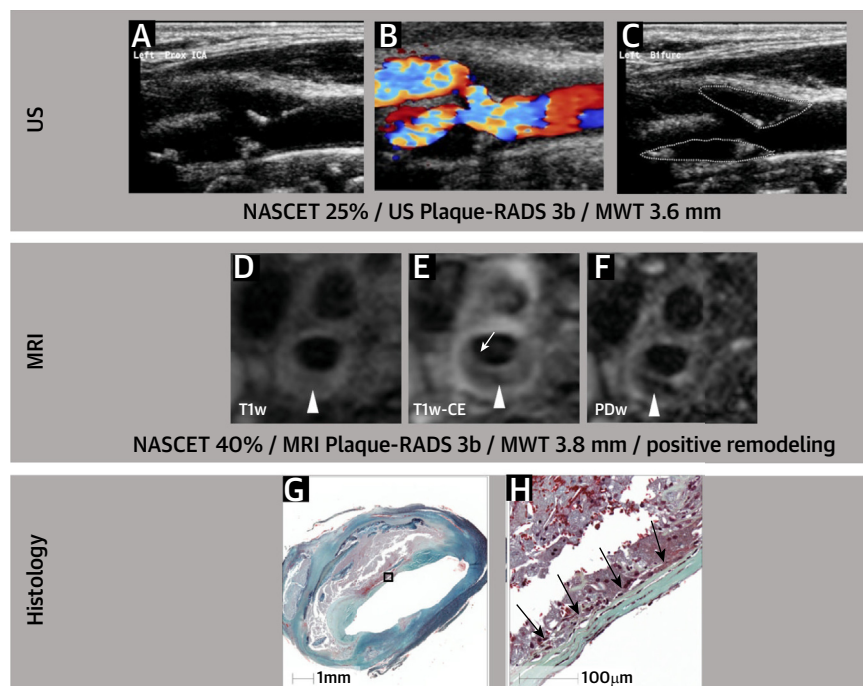 US
A
Left Prox ICA
B
C
Left Bifurc
NASCET 25% / US Plaque-RADS 3b / MWT 3.6 mm
MRI
D
T1w
E
T1w-CE
F
PDw
NASCET 40% / MRI Plaque-RADS 3b / MWT 3.8 mm / positive remodeling
Histology
G
1mm
H
100µm